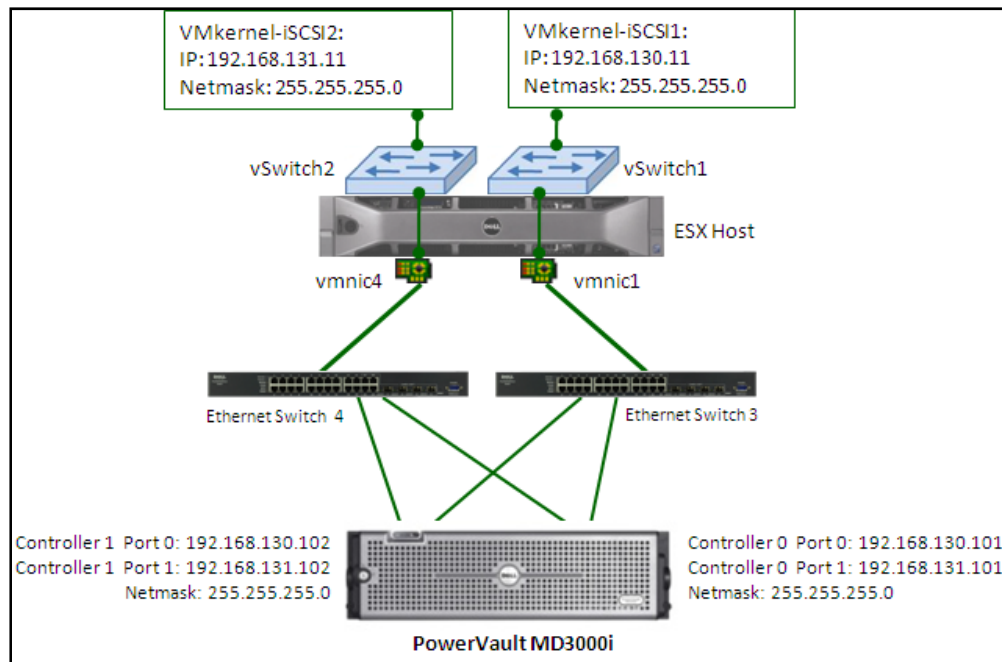 VMkernel-iSCSI2:
IP: 192.168.131.11
Netmask: 255.255.255.0
VMkernel-iSCSI1:
IP: 192.168.130.11
Netmask: 255.255.255.0
vSwitch2
vSwitch1
ESX Host
vmnic4
vmnic1
Ethernet Switch 4
Ethernet Switch 3
Controller 1 Port 0: 192.168.130.102
Controller 1 Port 1: 192.168.131.102
Netmask: 255.255.255.0
Controller 0 Port 0: 192.168.130.101
Controller 0 Port 1: 192.168.131.101
Netmask: 255.255.255.0
PowerVault MD3000i